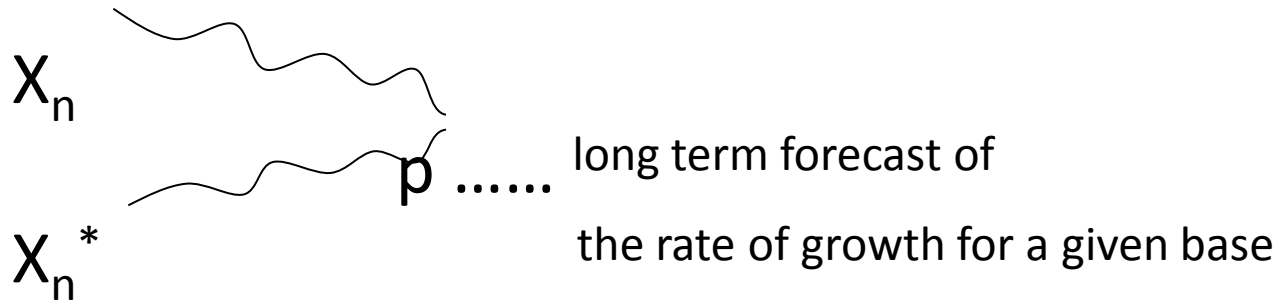 Xn
p ...... long term forecast of
Xn* the rate of growth for a given base